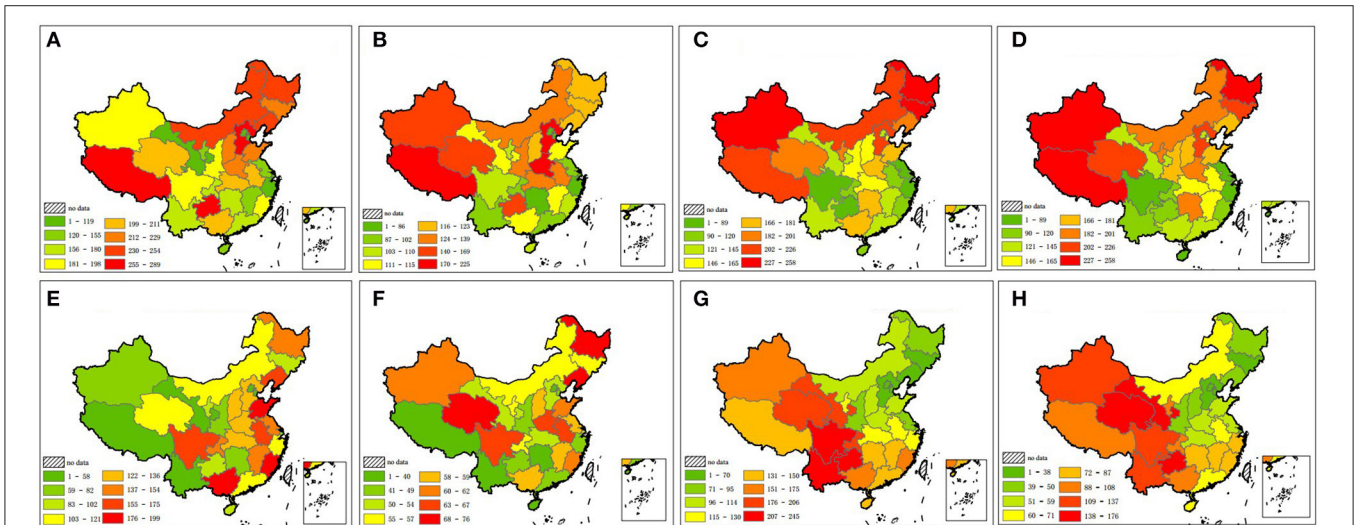 A
no data
1 - 119
120 - 155
156 - 180
181 - 198
199 - 211
212 - 229
230 - 254
255 - 289
B
no data
1 - 86
87 - 102
103 - 110
111 - 115
116 - 123
124 - 139
140 - 169
170 - 225
C
no data
1 - 89
90 - 120
121 - 145
146 - 165
166 - 181
182 - 201
202 - 226
227 - 258
D
no data
1 - 89
90 - 120
121 - 145
146 - 165
166 - 181
182 - 201
202 - 226
227 - 258
E
no data
1 - 58
59 - 82
83 - 102
103 - 121
122 - 136
137 - 154
155 - 175
176 - 199
F
no data
1 - 40
41 - 49
50 - 54
55 - 57
58 - 59
60 - 62
63 - 67
68 - 76
G
no data
1 - 70
71 - 95
96 - 114
115 - 130
131 - 150
151 - 175
176 - 206
207 - 245
H
no data
1 - 38
39 - 50
51 - 59
60 - 71
72 - 87
88 - 108
109 - 137
138 - 176